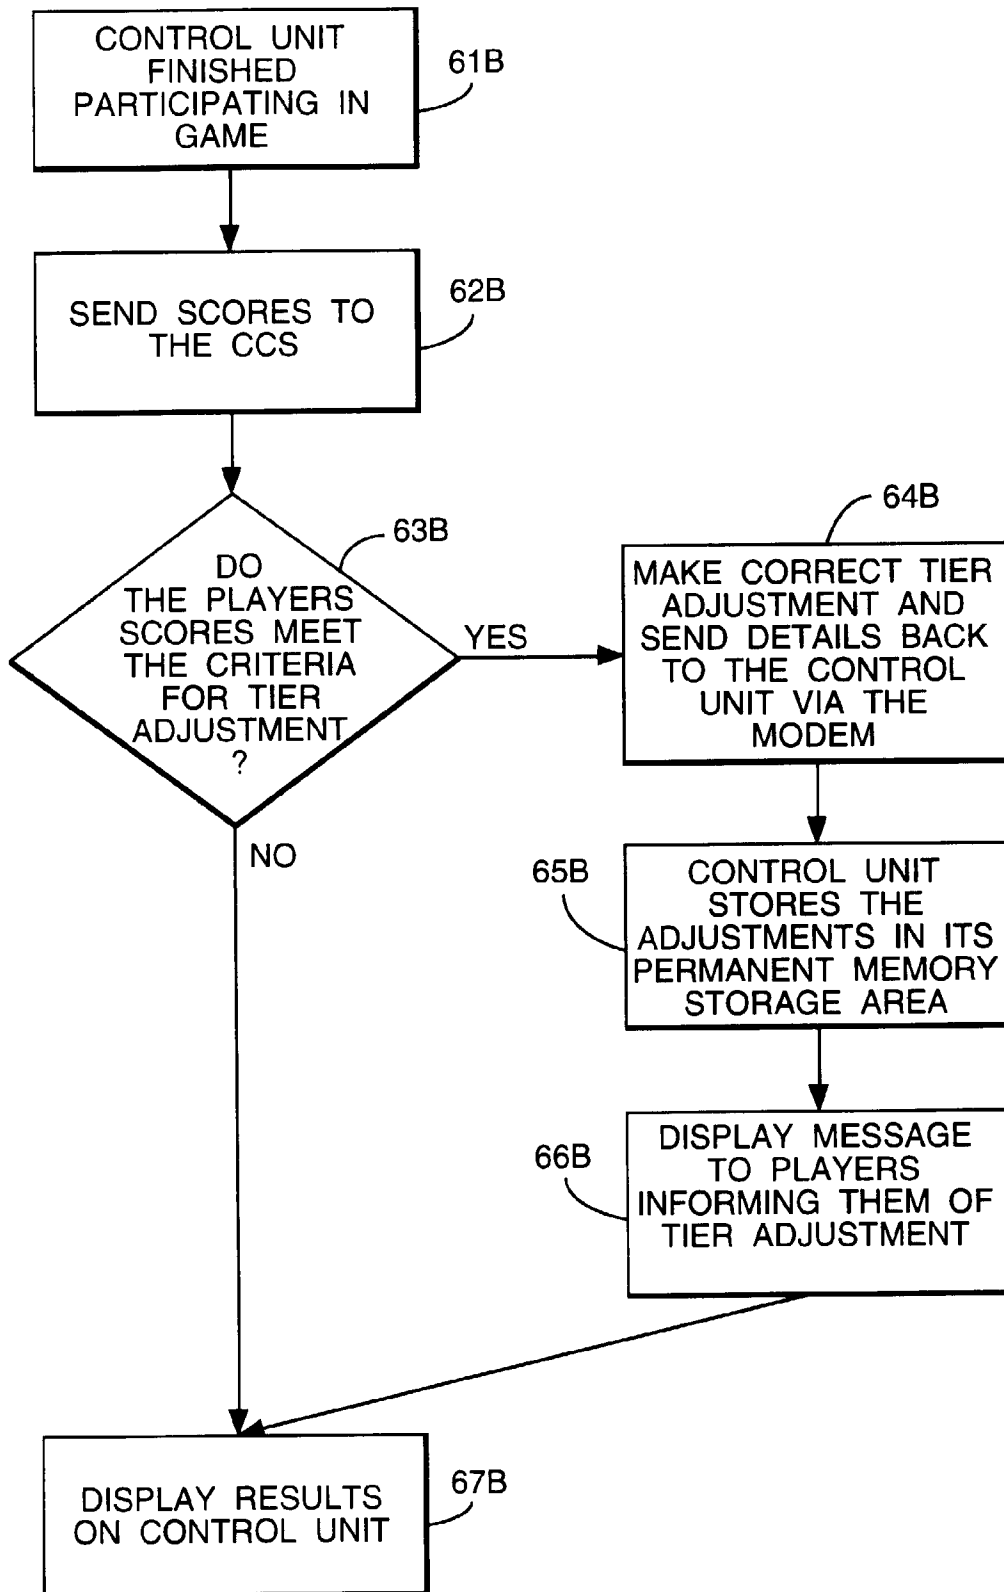 CONTROL UNIT
FINISHED
PARTICIPATING IN
GAME
61B
SEND SCORES TO
THE CCS
62B
DO
THE PLAYERS
SCORES MEET
THE CRITERIA
FOR TIER
ADJUSTMENT
?
63B
YES
NO
64B
MAKE CORRECT TIER
ADJUSTMENT AND
SEND DETAILS BACK
TO THE CONTROL
UNIT VIA THE
MODEM
65B
CONTROL UNIT
STORES THE
ADJUSTMENTS IN ITS
PERMANENT MEMORY
STORAGE AREA
66B
DISPLAY MESSAGE
TO PLAYERS
INFORMING THEM OF
TIER ADJUSTMENT
DISPLAY RESULTS
ON CONTROL UNIT
67B